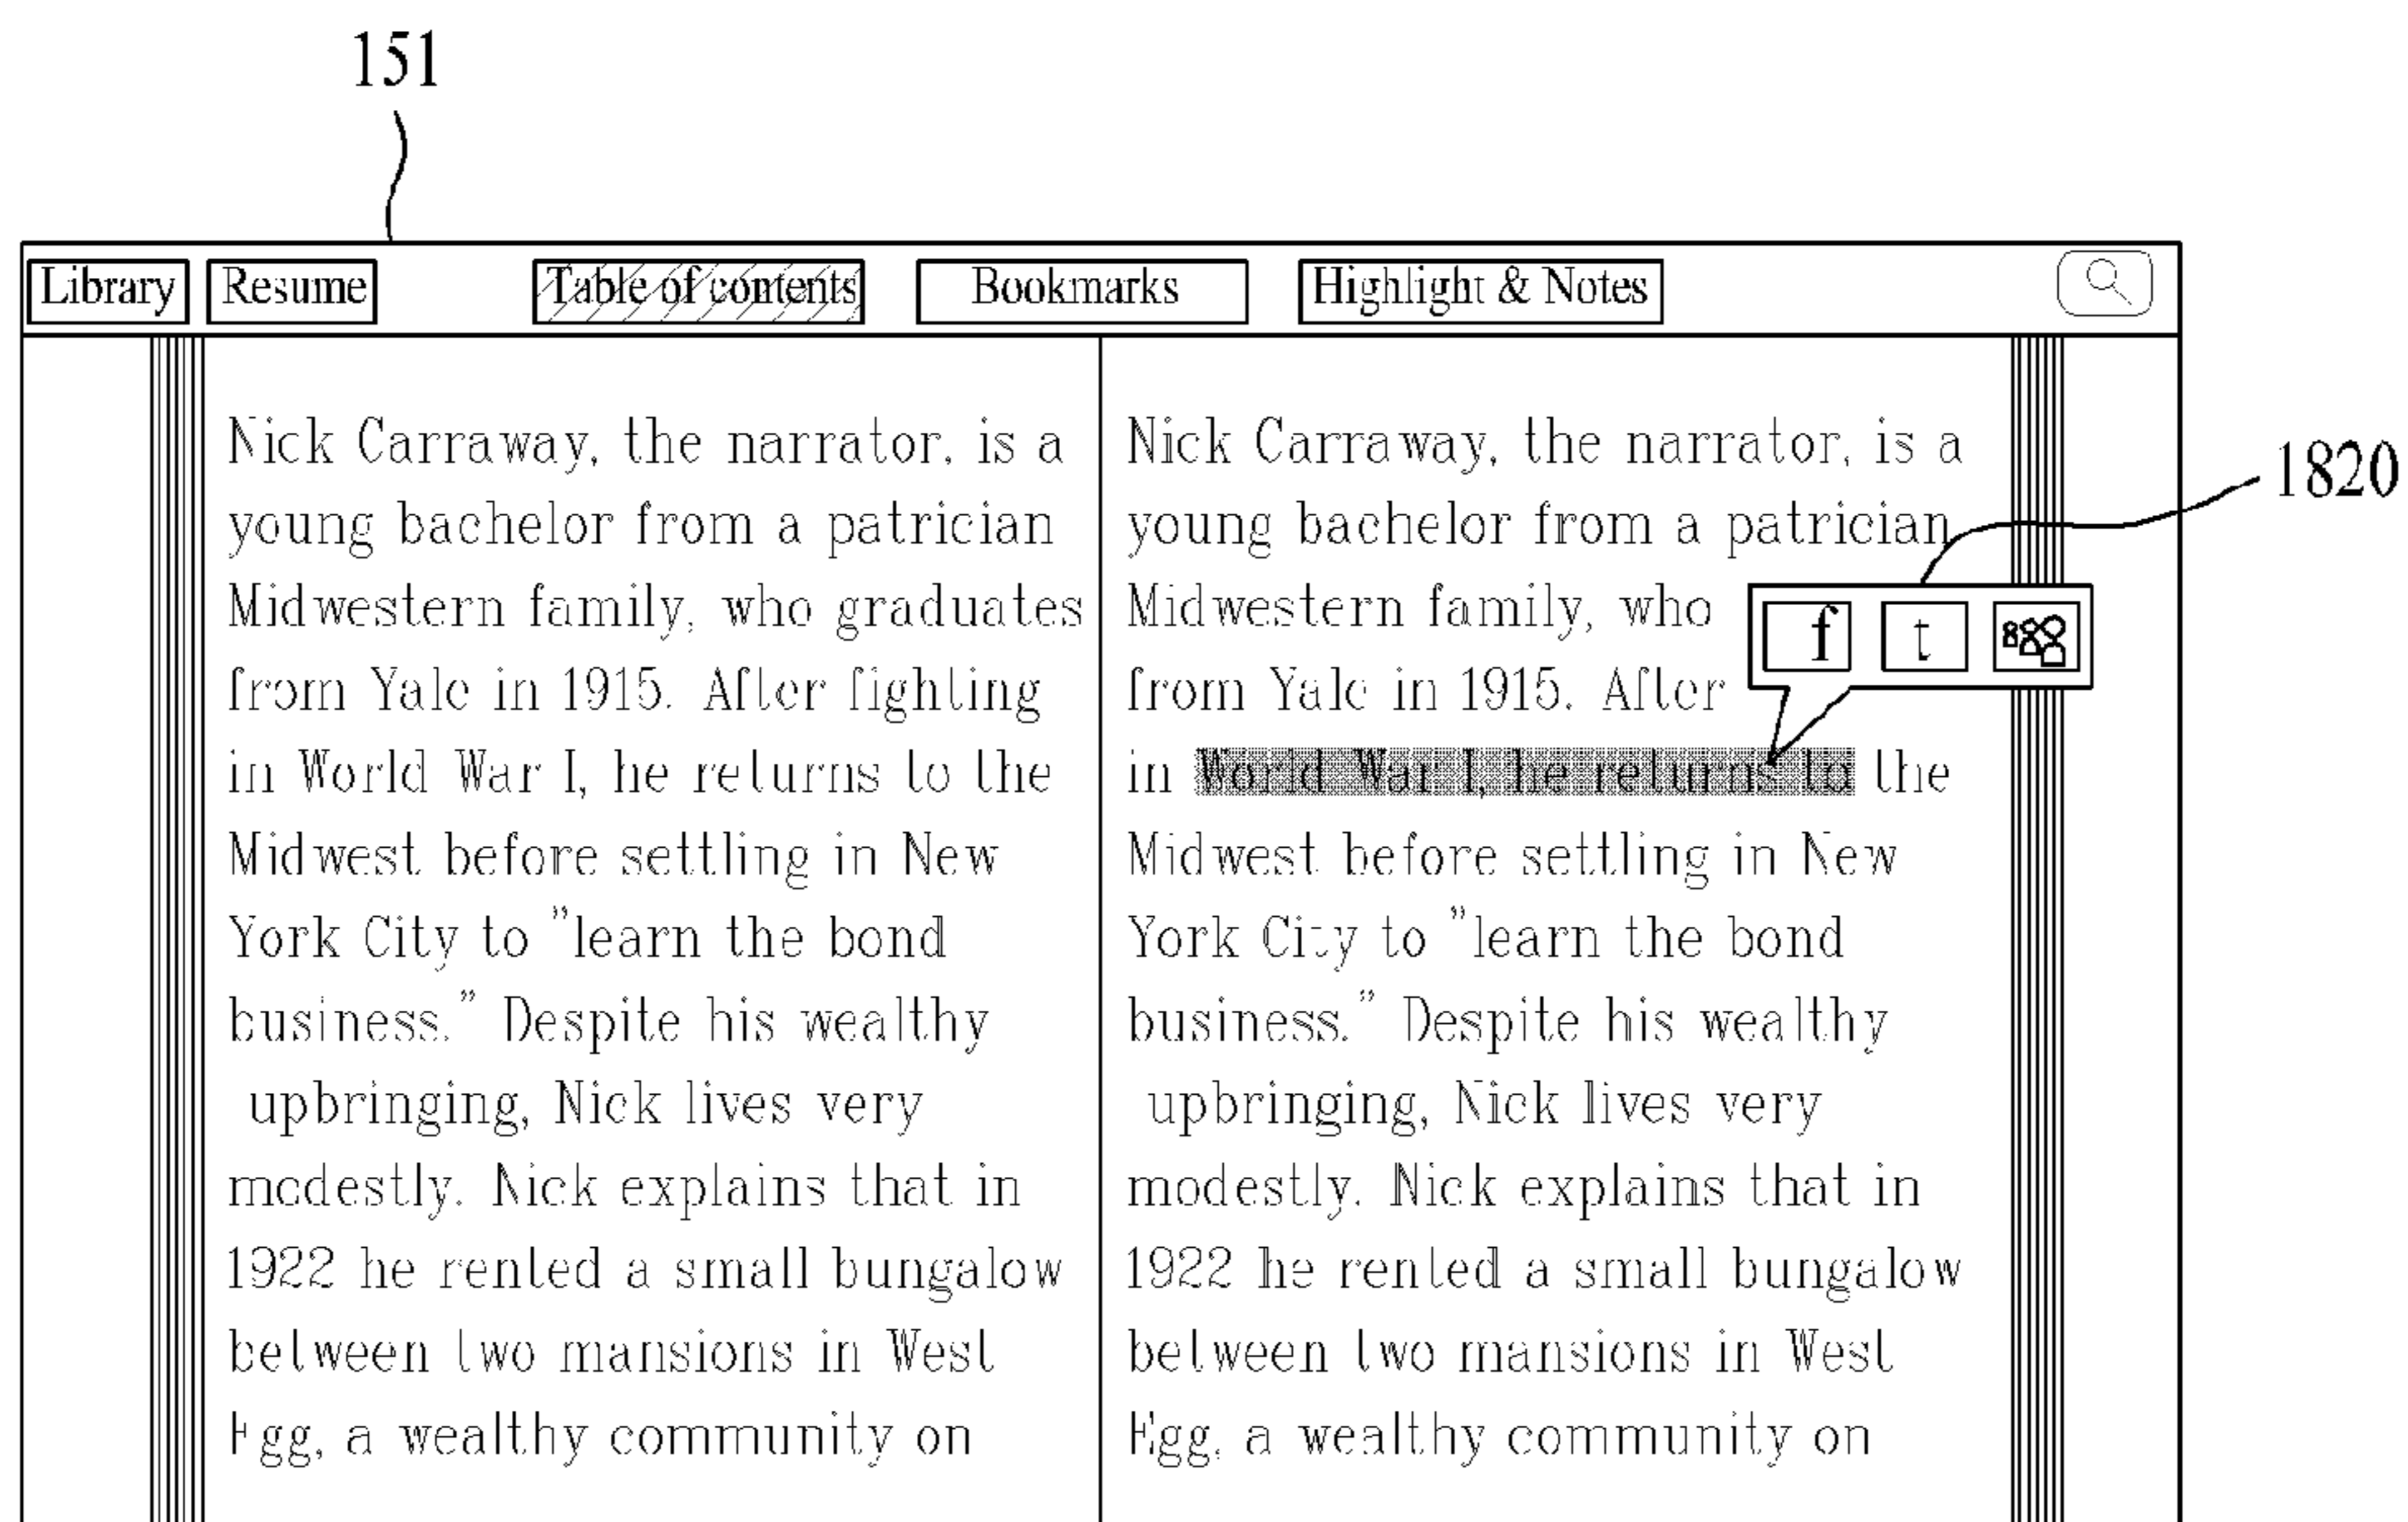 151
Library Resume Table of contents Bookmarks Highlight & Notes
Nick Carraway, the narrator, is a
young bachelor from a patrician
Midwestern family, who graduates
from Yale in 1915. After fighting
in World War I, he returns to the
Midwest before settling in New
York City to "learn the bond
business." Despite his wealthy
upbringing, Nick lives very
modestly. Nick explains that in
1922 he rented a small bungalow
between two mansions in West
Egg, a wealthy community on
Nick Carraway, the narrator, is a
young bachelor from a patrician
Midwestern family, who
from Yale in 1915. After
in World War I, he returns to the
Midwest before settling in New
York City to "learn the bond
business." Despite his wealthy
upbringing, Nick lives very
modestly. Nick explains that in
1922 he rented a small bungalow
between two mansions in West
Egg, a wealthy community on
f t
1820